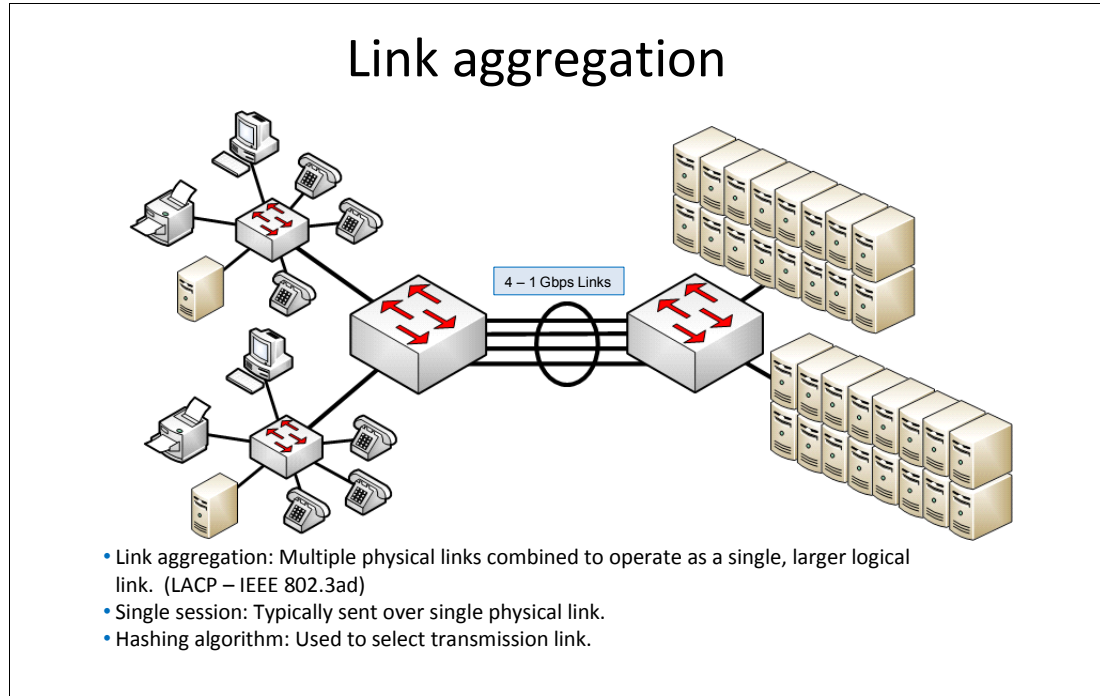 Link aggregation
4 – 1 Gbps Links
• Link aggregation: Multiple physical links combined to operate as a single, larger logical
link. (LACP – IEEE 802.3ad)
• Single session: Typically sent over single physical link.
• Hashing algorithm: Used to select transmission link.